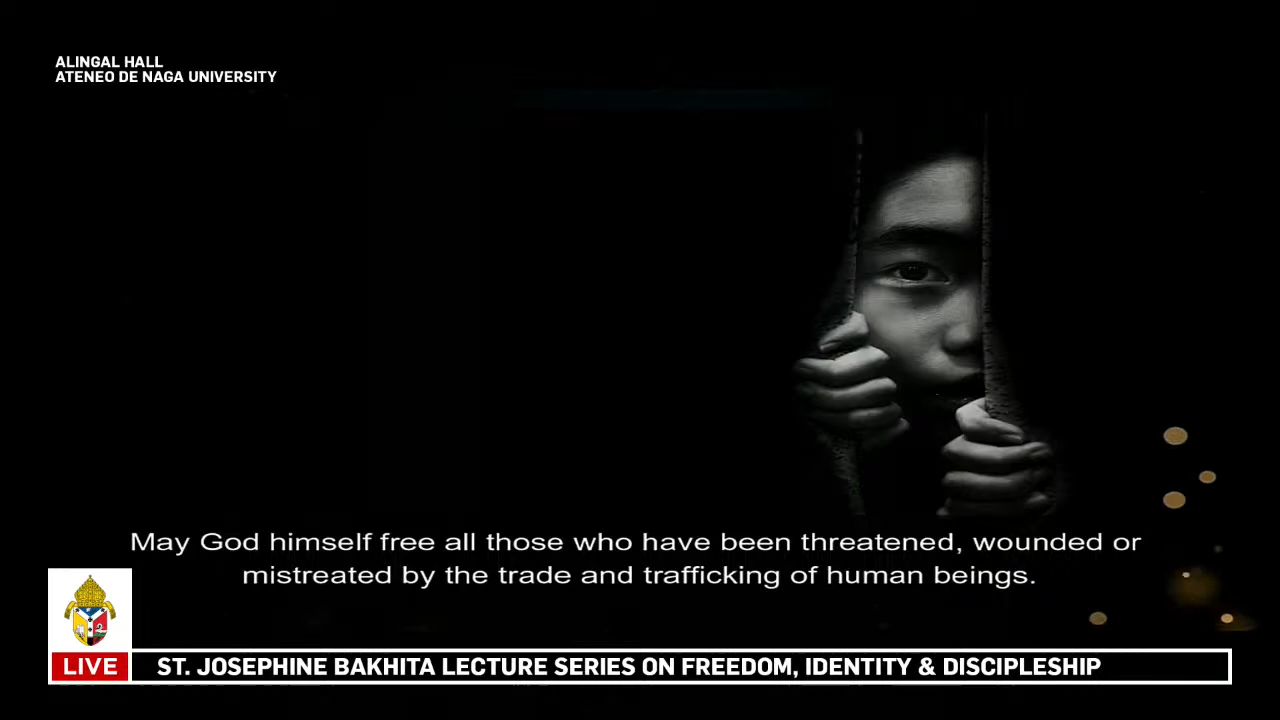 ALINGAL HALL
ATENEO DE NAGA UNIVERSITY
May God himself free all those who have been threatened, wounded or
mistreated by the trade and trafficking of human beings.
LIVE
ST. JOSEPHINE BAKHITA LECTURE SERIES ON FREEDOM, IDENTITY & DISCIPLESHIP